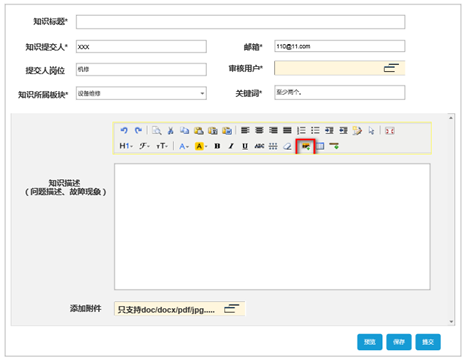 知识标题*
知识提交人* XXX 邮箱* 110@11.com
提交人岗位 机修 审核用户*
知识所属板块* 设备维修 关键词* 至少两个。
H1 F TT A A B I U ABC
知识描述
(问题描述、故障现象)
添加附件 只支持doc/docx/pdf/jpg.....
预览 保存 提交